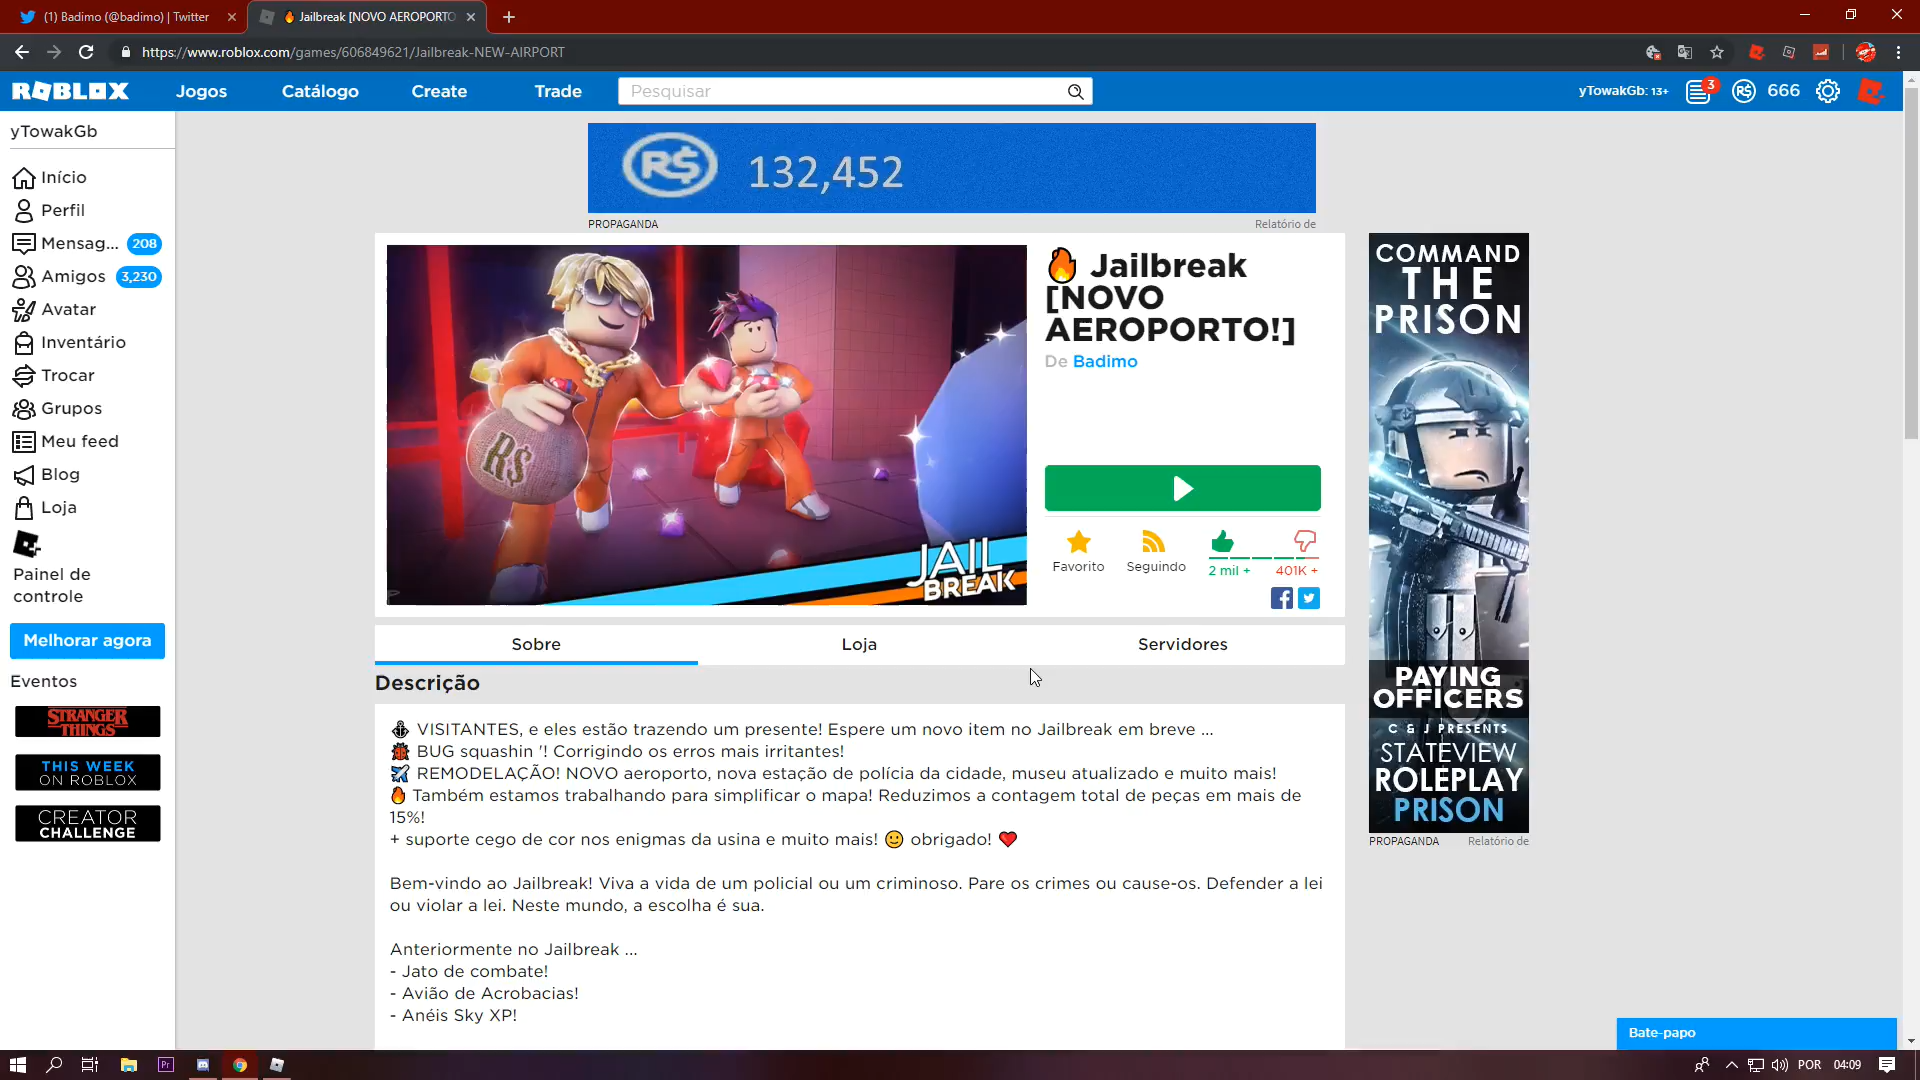 (1) Badimo (@badimo) | Twitter
Jailbreak [NOVO AEROPORTO
https://www.roblox.com/games/606849621/Jailbreak-NEW-AIRPORT
ROBLOX
Jogos
Catálogo
Create
Trade
Pesquisar
yTowakGb: 13+
3
R$
666
yTowakGb
Início
Perfil
Mensag... 208
Amigos 3,230
Avatar
Inventário
Trocar
Grupos
Meu feed
Blog
Loja
Painel de
controle
Melhorar agora
Eventos
STRANGER
THINGS
THIS WEEK
ON ROBLOX
CREATOR
CHALLENGE
R$ 132,452
PROPAGANDA
Relatório de
R$
JAIL
BREAK
🔥 Jailbreak
[NOVO
AEROPORTO!]
De Badimo
Favorito
Seguindo
2 mil +
401K +
Sobre
Loja
Servidores
Descrição
⚓ VISITANTES, e eles estão trazendo um presente! Espere um novo item no Jailbreak em breve ...
🐞 BUG squashin '! Corrigindo os erros mais irritantes!
✈️ REMODELAÇÃO! NOVO aeroporto, nova estação de polícia da cidade, museu atualizado e muito mais!
🔥 Também estamos trabalhando para simplificar o mapa! Reduzimos a contagem total de peças em mais de
15%!
+ suporte cego de cor nos enigmas da usina e muito mais! 🙂 obrigado! ❤️
Bem-vindo ao Jailbreak! Viva a vida de um policial ou um criminoso. Pare os crimes ou cause-os. Defender a lei
ou violar a lei. Neste mundo, a escolha é sua.
Anteriormente no Jailbreak ...
- Jato de combate!
- Avião de Acrobacias!
- Anéis Sky XP!
COMMAND
THE
PRISON
PAYING
OFFICERS
C & J PRESENTS
STATEVIEW
ROLEPLAY
PRISON
PROPAGANDA
Relatório de
Bate-papo
Pr
POR
04:09